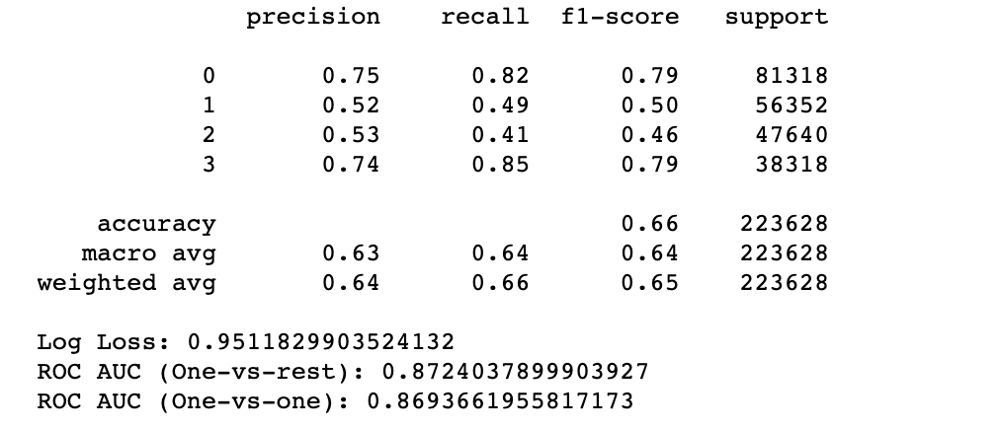 precision recall f1-score support
0 0.75 0.82 0.79 81318
1 0.52 0.49 0.50 56352
2 0.53 0.41 0.46 47640
3 0.74 0.85 0.79 38318
accuracy 0.66 223628
macro avg 0.63 0.64 0.64 223628
weighted avg 0.64 0.66 0.65 223628
Log Loss: 0.9511829903524132
ROC AUC (One-vs-rest): 0.8724037899903927
ROC AUC (One-vs-one): 0.8693661955817173